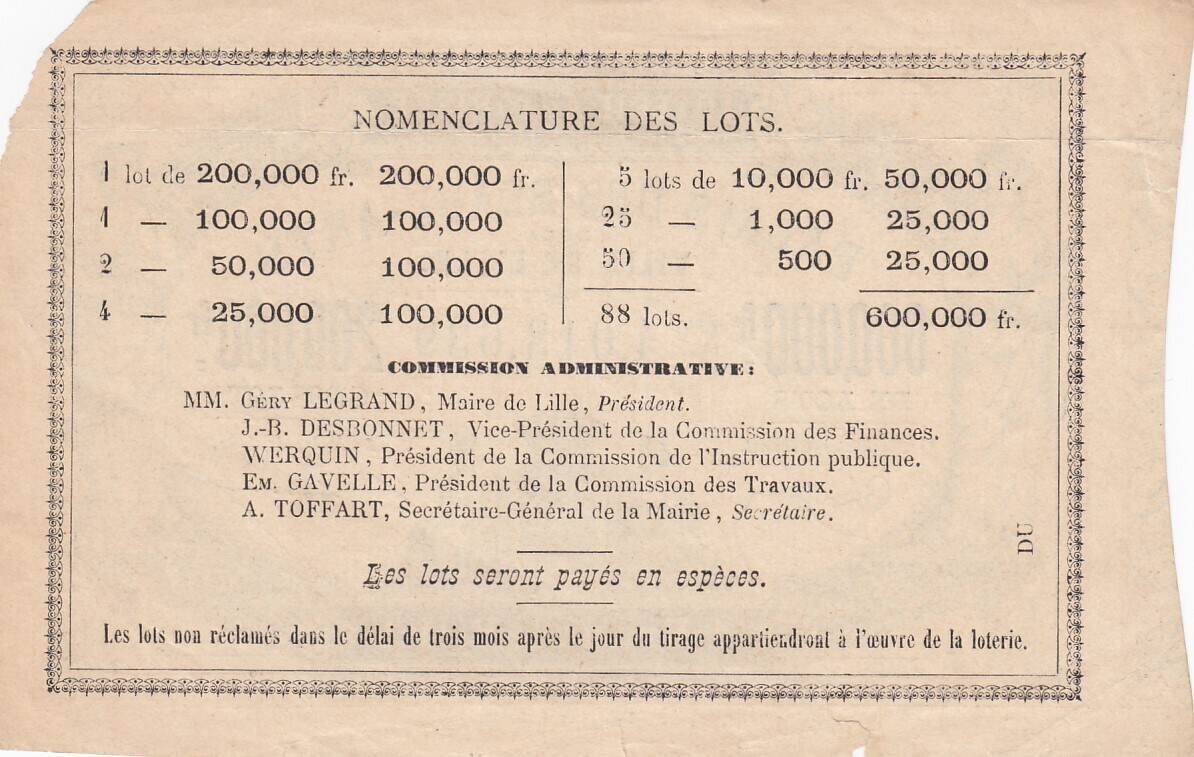 NOMENCLATURE DES LOTS.
1 lot de 200,000 fr. 200,000 fr.
1 — 100,000 100,000
2 — 50,000 100,000
4 — 25,000 100,000
5 lots de 10,000 fr. 50,000 fr.
25 — 1,000 25,000
50 — 500 25,000
88 lots. 600,000 fr.
COMMISSION ADMINISTRATIVE:
MM. GÉRY LEGRAND, Maire de Lille, Président.
J.-B. DESBONNET, Vice-Président de la Commission des Finances.
WERQUIN, Président de la Commission de l'Instruction publique.
EM. GAVELLE, Président de la Commission des Travaux.
A. TOFFART, Secrétaire-Général de la Mairie, Secrétaire.
DU
Les lots seront payés en espèces.
Les lots non réclamés dans le délai de trois mois après le jour du tirage appartiendront à l'œuvre de la loterie.